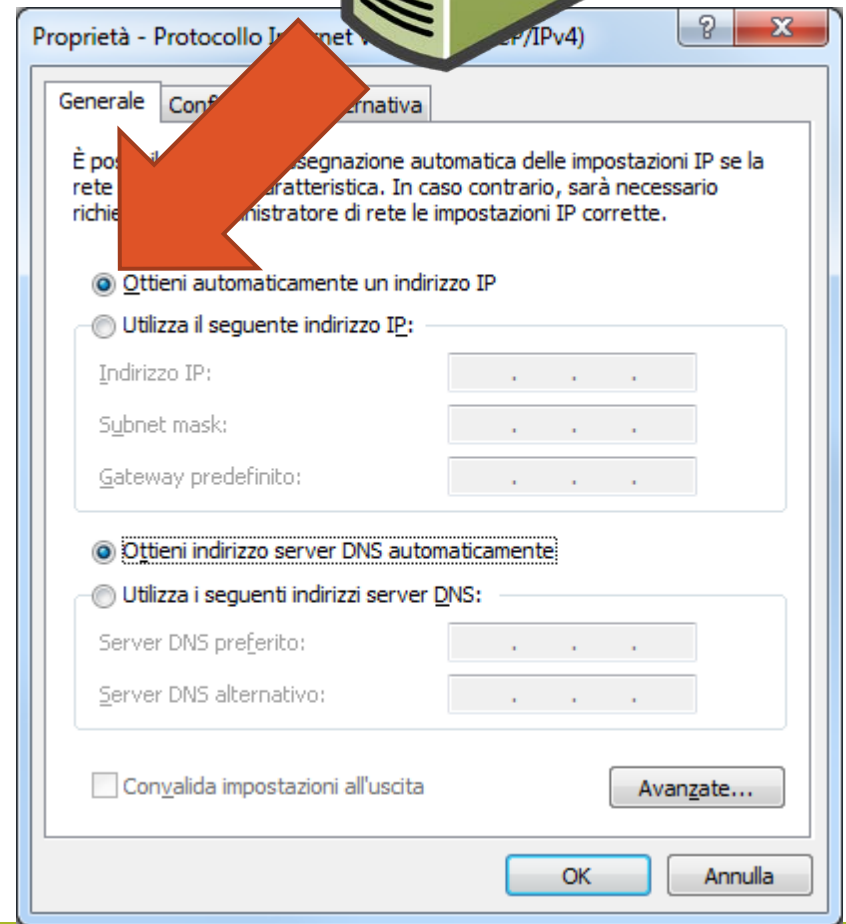 Proprietà - Protocollo /IPv4)
Generale ernativa
È automatica delle impostazioni IP se la
rete aratteristica. In caso contrario, sarà necessario
richie nistratore di rete le impostazioni IP corrette.
Ottieni automaticamente un indirizzo IP
Utilizza il seguente indirizzo IP:
Indirizzo IP:
Subnet mask:
Gateway predefinito:
Ottieni indirizzo server DNS automaticamente
Utilizza i seguenti indirizzi server DNS:
Server DNS preferito:
Server DNS alternativo:
Convalida impostazioni all'uscita
Avanzate...
OK
Annulla